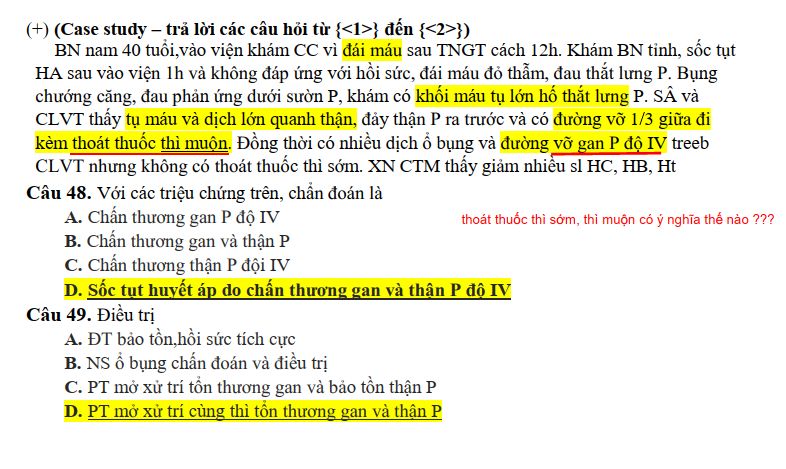 (+) (Case study – trả lời các câu hỏi từ {<1>} đến {<2>})
BN nam 40 tuổi,vào viện khám CC vì đái máu sau TNGT cách 12h. Khám BN tỉnh, sốc tụt
HA sau vào viện 1h và không đáp ứng với hồi sức, đái máu đỏ thẫm, đau thắt lưng P. Bụng
chướng căng, đau phản ứng dưới sườn P, khám có khối máu tụ lớn hố thắt lưng P. SÂ và
CLVT thấy tụ máu và dịch lớn quanh thận, đảy thận P ra trước và có đường vỡ 1/3 giữa đi
kèm thoát thuốc thì muộn. Đồng thời có nhiều dịch ổ bụng và đường vỡ gan P độ IV treeb
CLVT nhưng không có thoát thuốc thì sớm. XN CTM thấy giảm nhiều sl HC, HB, Ht
Câu 48. Với các triệu chứng trên, chẩn đoán là
A. Chấn thương gan P độ IV
thoát thuốc thì sớm, thì muộn có ý nghĩa thế nào ???
B. Chấn thương gan và thận P
C. Chấn thương thận P đội IV
D. Sốc tụt huyết áp do chấn thương gan và thận P độ IV
Câu 49. Điều trị
A. ĐT bảo tồn,hồi sức tích cực
B. NS ổ bụng chẩn đoán và điều trị
C. PT mở xử trí tổn thương gan và bảo tồn thận P
D. PT mở xử trí cùng thì tổn thương gan và thận P